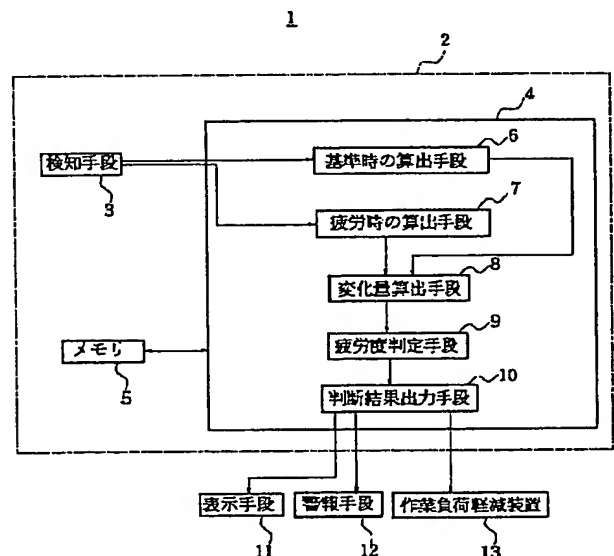 1
2
4
6
検知手段
3
基準時の算出手段
7
疲労時の算出手段
8
変化量算出手段
9
メモリ
5
疲労度判定手段
10
判断結果出力手段
表示手段
警報手段
作業負荷軽減装置
11
12
13